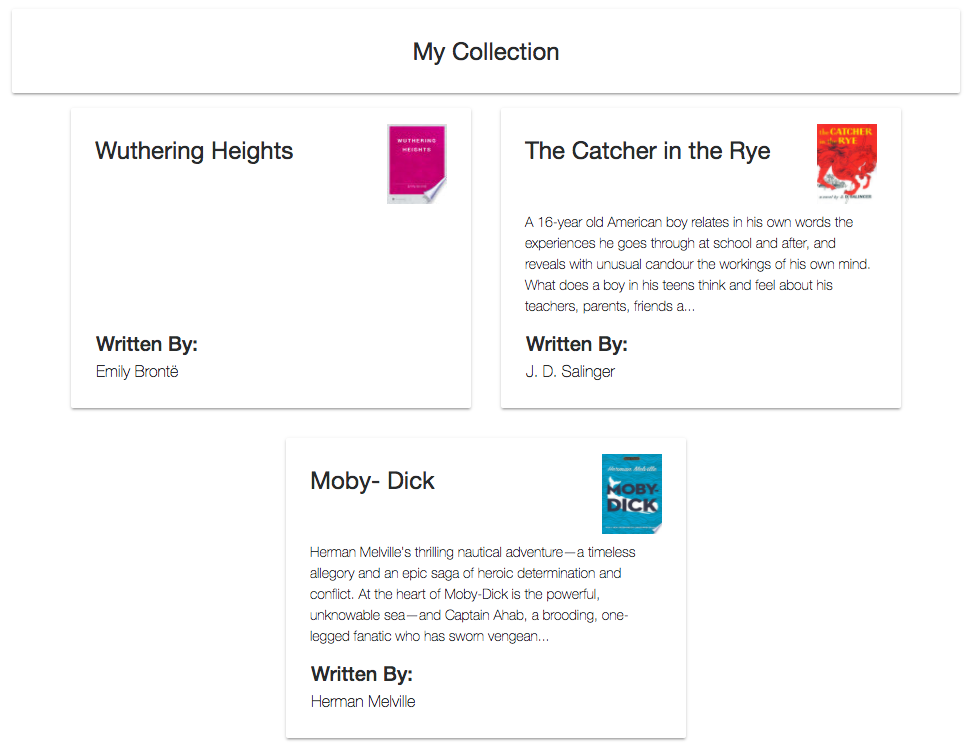 My Collection
Wuthering Heights
WUTHERING
HEIGHTS
Written By:
Emily Brontë
The Catcher in the Rye
the CATCHER
in the RYE
A 16-year old American boy relates in his own words the
experiences he goes through at school and after, and
reveals with unusual candour the workings of his own mind.
What does a boy in his teens think and feel about his
teachers, parents, friends a...
Written By:
J. D. Salinger
Moby- Dick
Herman Melville
MOBY-
DICK
Herman Melville's thrilling nautical adventure—a timeless
allegory and an epic saga of heroic determination and
conflict. At the heart of Moby-Dick is the powerful,
unknowable sea—and Captain Ahab, a brooding, one-
legged fanatic who has sworn vengean...
Written By:
Herman Melville